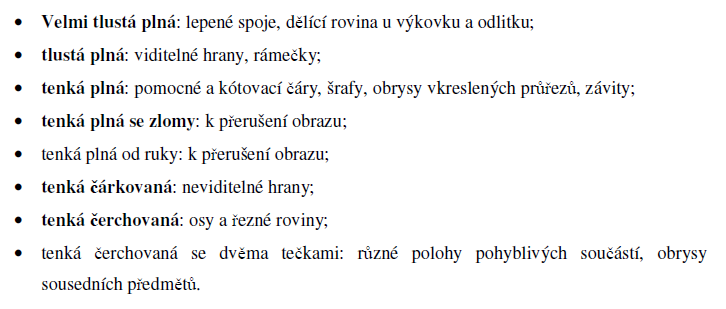 • Velmi tlustá plná: lepené spoje, dělící rovina u výkovku a odlitku;
• tlustá plná: viditelné hrany, rámečky;
• tenká plná: pomocné a kótovací čáry, šrafy, obrysy vkreslených průřezů, závity;
• tenká plná se zlomy: k přerušení obrazu;
• tenká plná od ruky: k přerušení obrazu;
• tenká čárkovaná: neviditelné hrany;
• tenká čerchovaná: osy a řezné roviny;
• tenká čerchovaná se dvěma tečkami: různé polohy pohyblivých součástí, obrysy
sousedních předmětů.